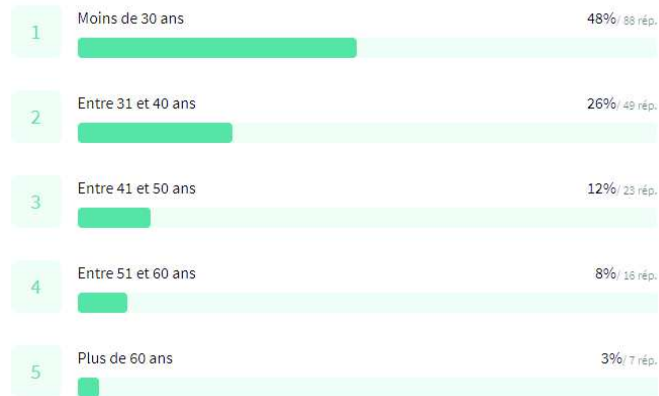 1 Moins de 30 ans 48% / 88 rép.
2 Entre 31 et 40 ans 26% / 49 rép.
3 Entre 41 et 50 ans 12% / 23 rép.
4 Entre 51 et 60 ans 8% / 16 rép.
5 Plus de 60 ans 3% / 7 rép.